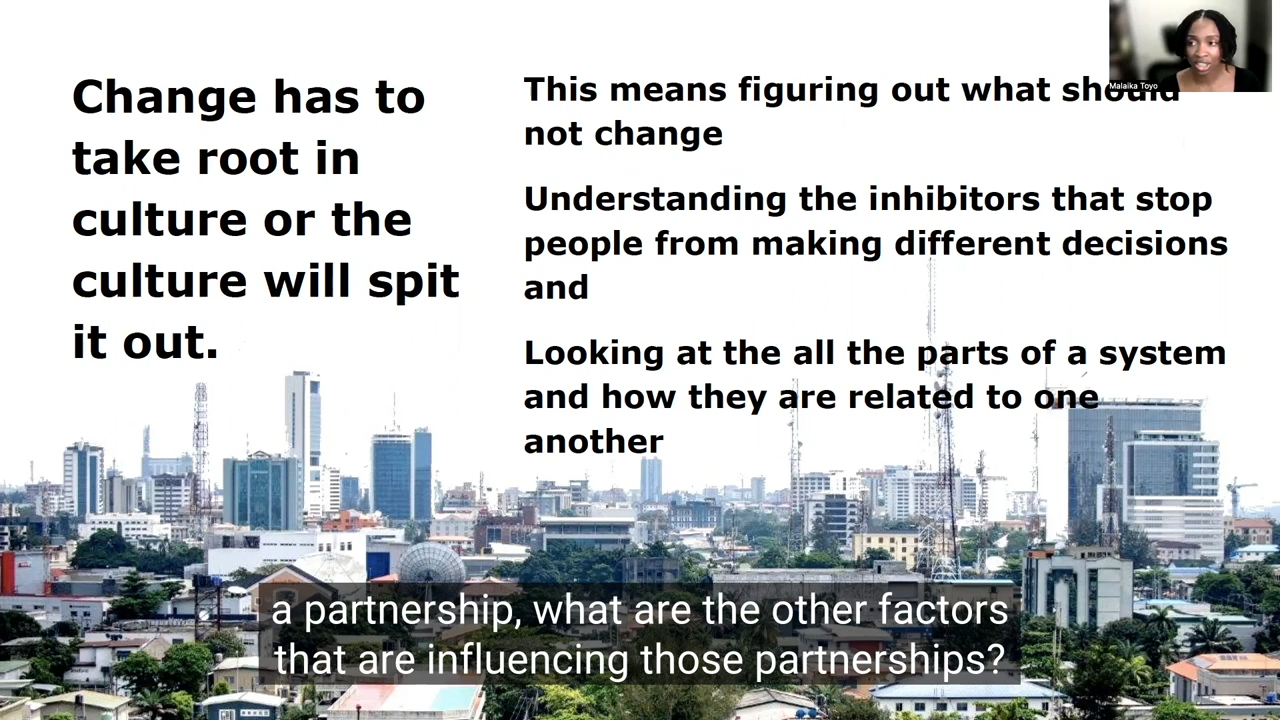 Change has to
take root in
culture or the
culture will spit
it out.
This means figuring out what should
not change
Understanding the inhibitors that stop
people from making different decisions
and
Looking at the all the parts of a system
and how they are related to one
another
Malaika Toyo
a partnership, what are the other factors
that are influencing those partnerships?